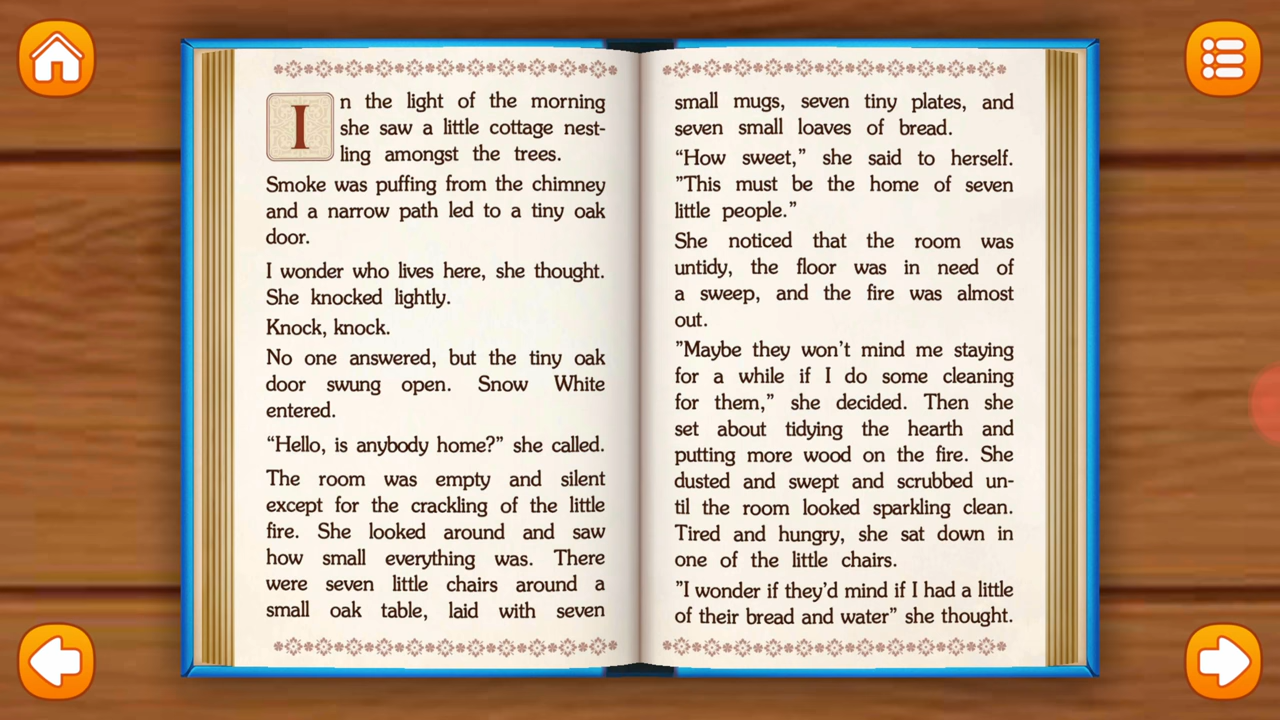 In the light of the morning
she saw a little cottage nest-
ling amongst the trees.
Smoke was puffing from the chimney
and a narrow path led to a tiny oak
door.
I wonder who lives here, she thought.
She knocked lightly.
Knock, knock.
No one answered, but the tiny oak
door swung open. Snow White
entered.
“Hello, is anybody home?” she called.
The room was empty and silent
except for the crackling of the little
fire. She looked around and saw
how small everything was. There
were seven little chairs around a
small oak table, laid with seven
small mugs, seven tiny plates, and
seven small loaves of bread.
“How sweet,” she said to herself.
”This must be the home of seven
little people.”
She noticed that the room was
untidy, the floor was in need of
a sweep, and the fire was almost
out.
”Maybe they won’t mind me staying
for a while if I do some cleaning
for them,” she decided. Then she
set about tidying the hearth and
putting more wood on the fire. She
dusted and swept and scrubbed un-
til the room looked sparkling clean.
Tired and hungry, she sat down in
one of the little chairs.
”I wonder if they’d mind if I had a little
of their bread and water” she thought.